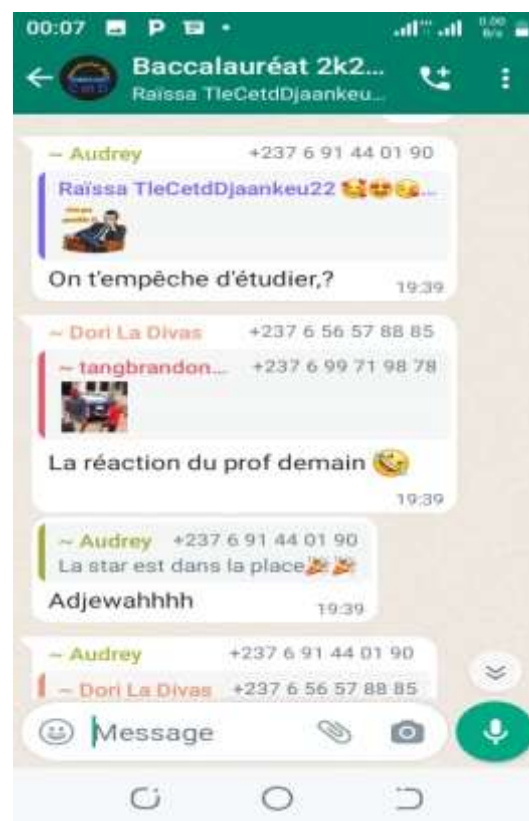 00:07
0.00
Baccalauréat 2k2...
Raïssa TleCetdDjaankeu...
~ Audrey +237 6 91 44 01 90
Raïssa TleCetdDjaankeu22 🥰😍😘...
On t'empêche d'étudier,?
19:39
~ Dori La Divas +237 6 56 57 88 85
~ tangbrandon... +237 6 99 71 98 78
La réaction du prof demain 🤣
19:39
~ Audrey +237 6 91 44 01 90
La star est dans la place🎉🎉
Adjewahhhh
19:39
~ Audrey +237 6 91 44 01 90
~ Dori La Divas +237 6 56 57 88 85
Message